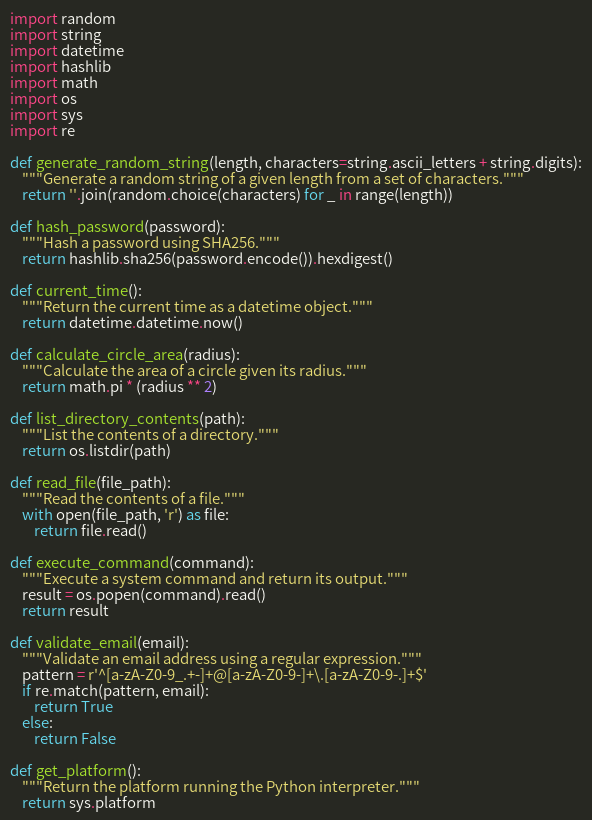 import random
import string
import datetime
import hashlib
import math
import os
import sys
import re

def generate_random_string(length, characters=string.ascii_letters + string.digits):
    """Generate a random string of a given length from a set of characters."""
    return ''.join(random.choice(characters) for _ in range(length))

def hash_password(password):
    """Hash a password using SHA256."""
    return hashlib.sha256(password.encode()).hexdigest()

def current_time():
    """Return the current time as a datetime object."""
    return datetime.datetime.now()

def calculate_circle_area(radius):
    """Calculate the area of a circle given its radius."""
    return math.pi * (radius ** 2)

def list_directory_contents(path):
    """List the contents of a directory."""
    return os.listdir(path)

def read_file(file_path):
    """Read the contents of a file."""
    with open(file_path, 'r') as file:
        return file.read()

def execute_command(command):
    """Execute a system command and return its output."""
    result = os.popen(command).read()
    return result

def validate_email(email):
    """Validate an email address using a regular expression."""
    pattern = r'^[a-zA-Z0-9_.+-]+@[a-zA-Z0-9-]+\.[a-zA-Z0-9-.]+$'
    if re.match(pattern, email):
        return True
    else:
        return False

def get_platform():
    """Return the platform running the Python interpreter."""
    return sys.platform